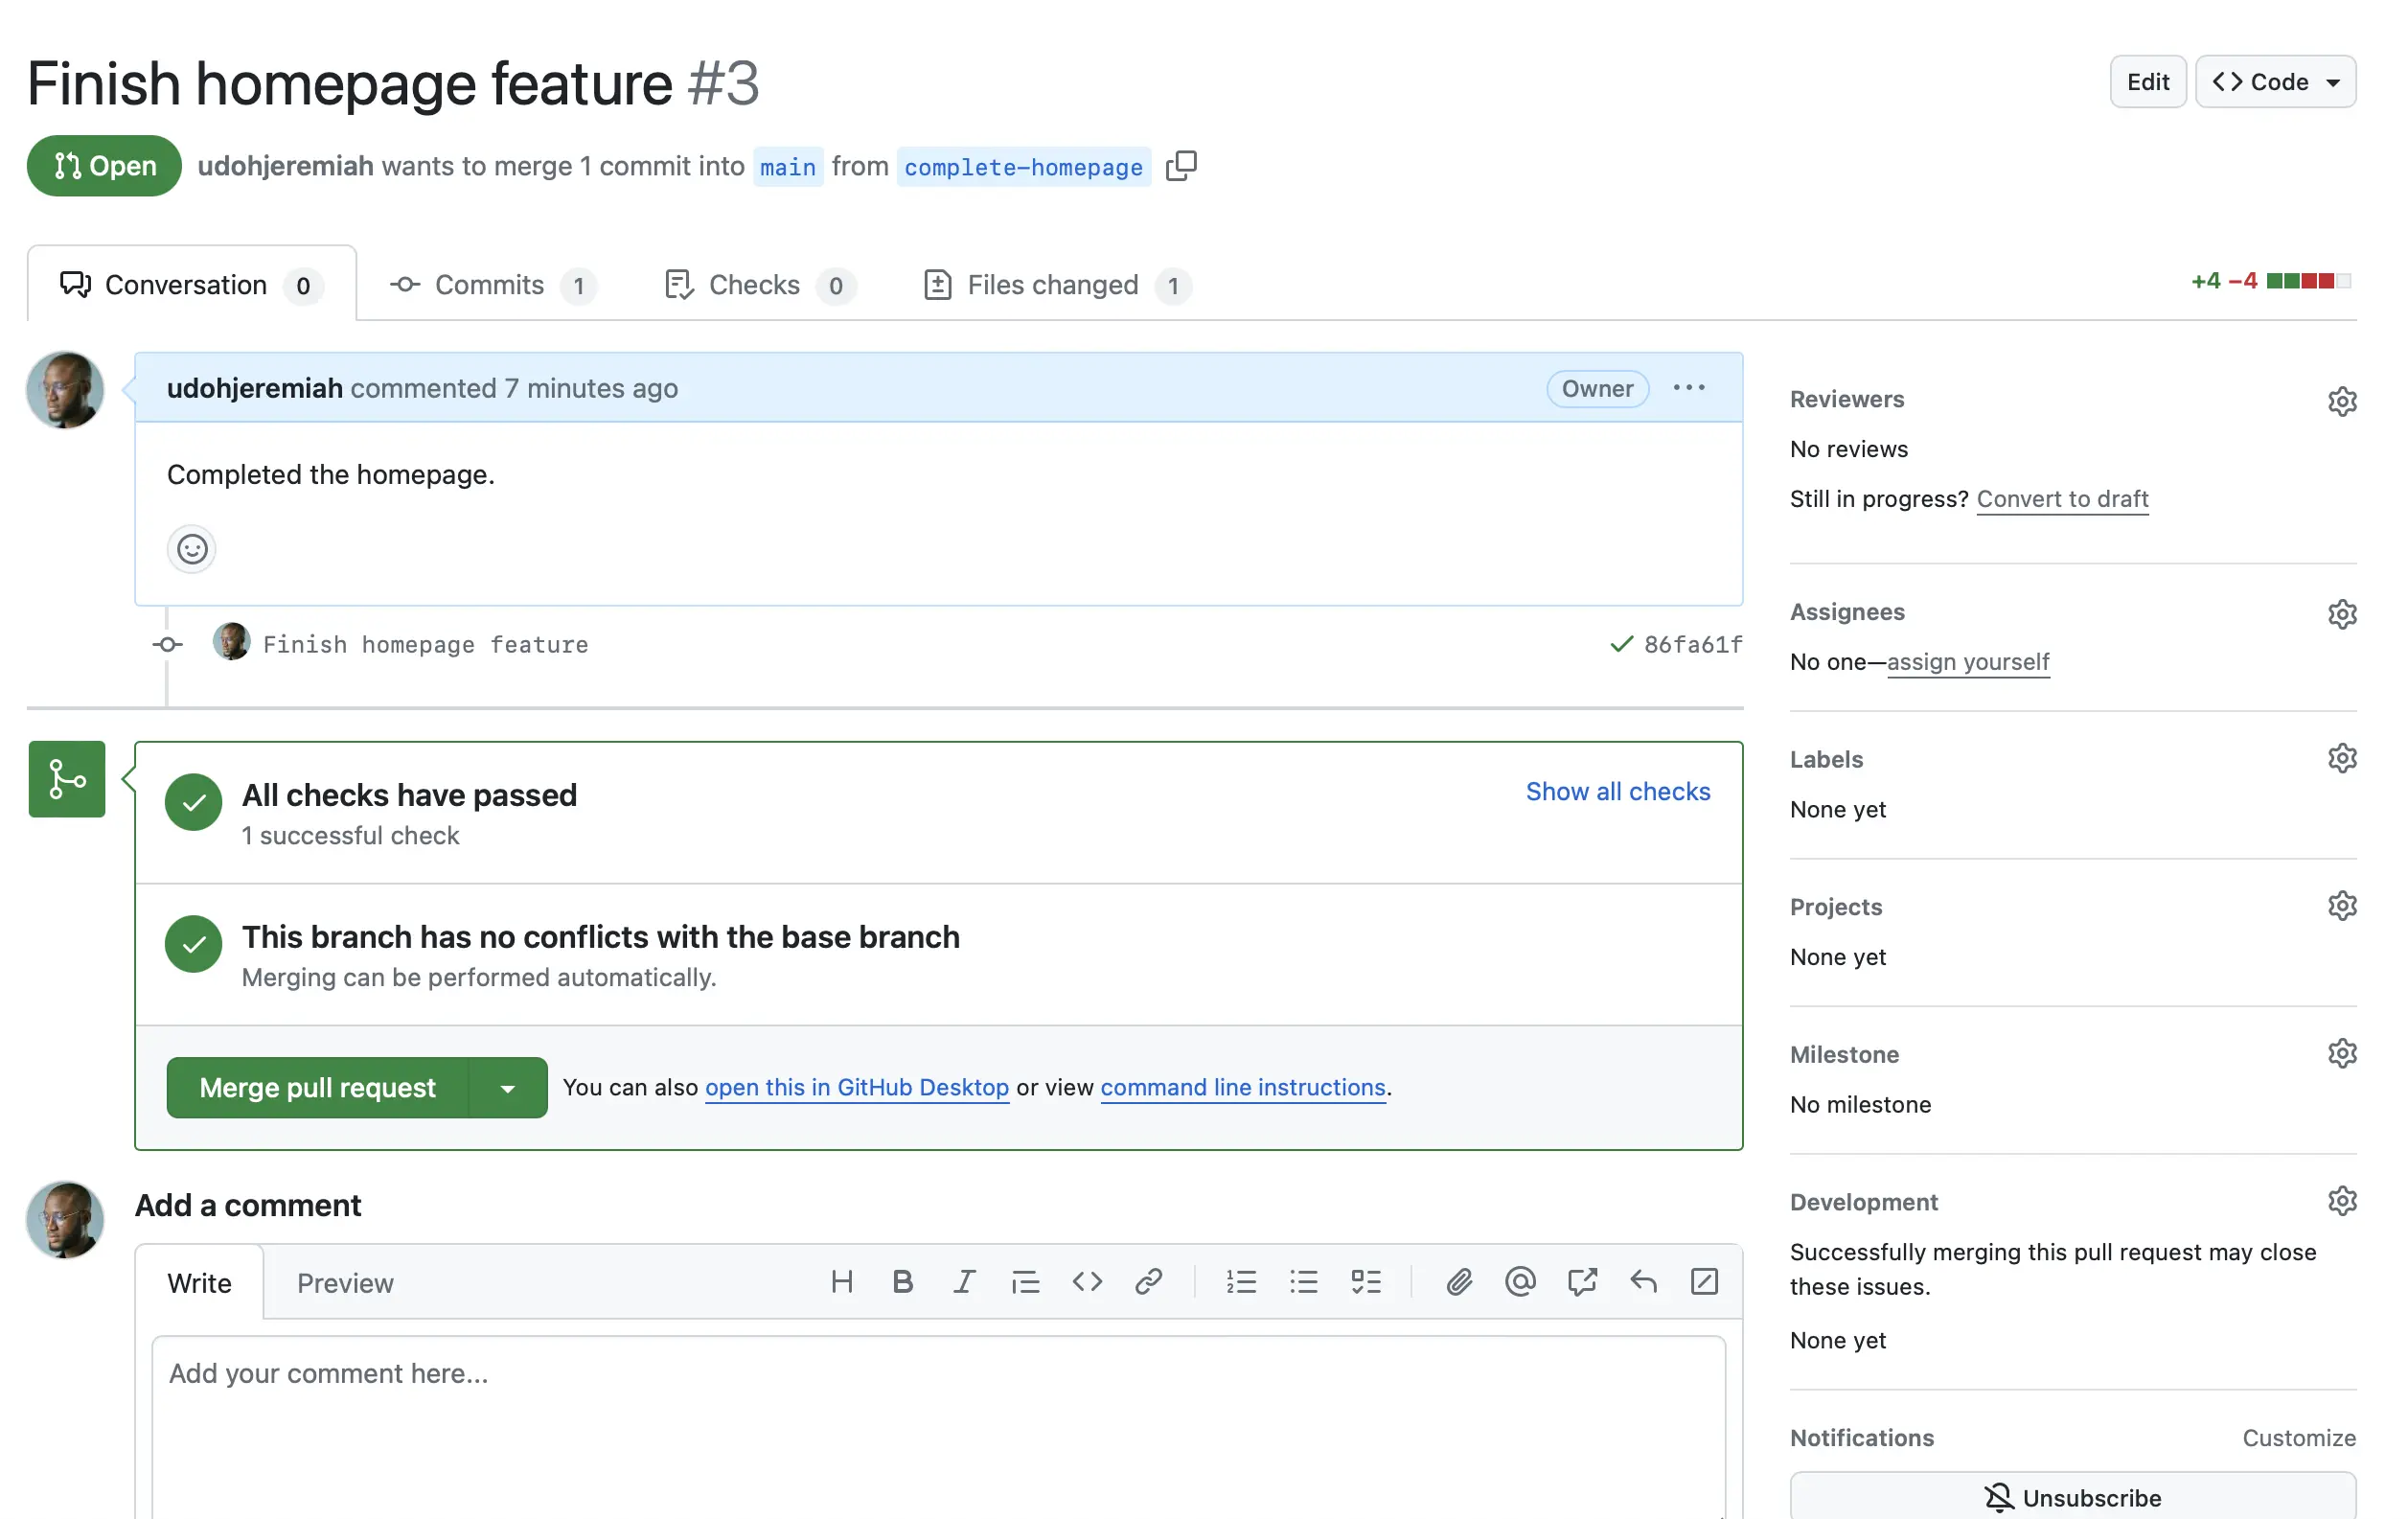 Finish homepage feature #3
Edit
Code
Open
udohjeremiah wants to merge 1 commit into main from complete-homepage
Conversation 0
Commits 1
Checks 0
Files changed 1
+4 −4
udohjeremiah commented 7 minutes ago
Owner
Completed the homepage.
Finish homepage feature
86fa61f
All checks have passed
1 successful check
Show all checks
This branch has no conflicts with the base branch
Merging can be performed automatically.
Merge pull request
You can also open this in GitHub Desktop or view command line instructions.
Add a comment
Write
Preview
Add your comment here...
Reviewers
No reviews
Still in progress? Convert to draft
Assignees
No one—assign yourself
Labels
None yet
Projects
None yet
Milestone
No milestone
Development
Successfully merging this pull request may close
these issues.
None yet
Notifications
Customize
Unsubscribe